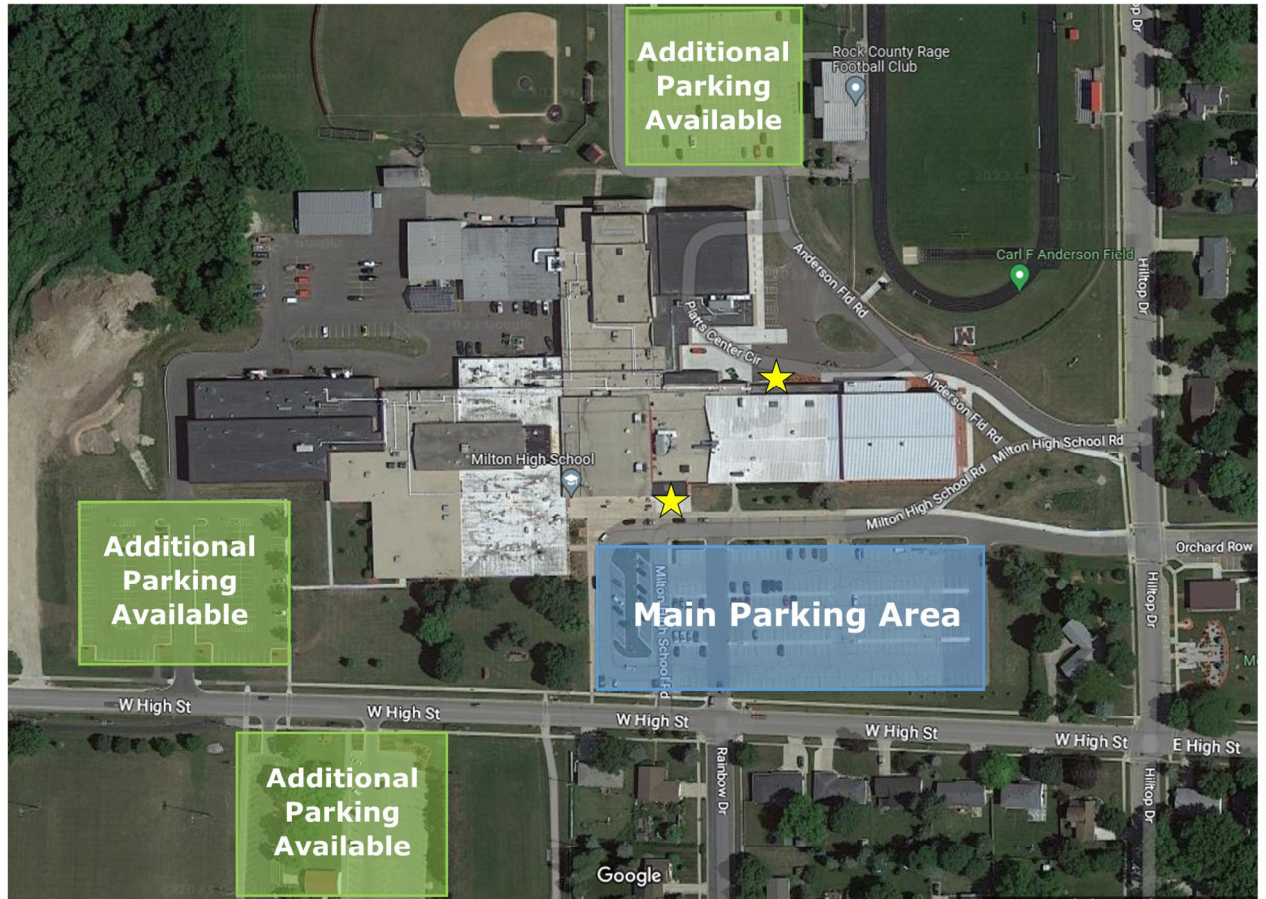 Additional
Parking
Available
Rock County Rage
Football Club
Hilltop Dr
Carl F Anderson Field
Anderson Fld Rd
Platts Center Cir
Anderson Fld Rd
Milton High School Rd
Milton High School
Milton High School Rd
Orchard Row
Additional
Parking
Available
Main Parking Area
Milton High School Rd
Hilltop Dr
W High St
W High St
W High St
W High St
W High St
E High St
Additional
Parking
Available
Rainbow Dr
Hilltop Dr
Google